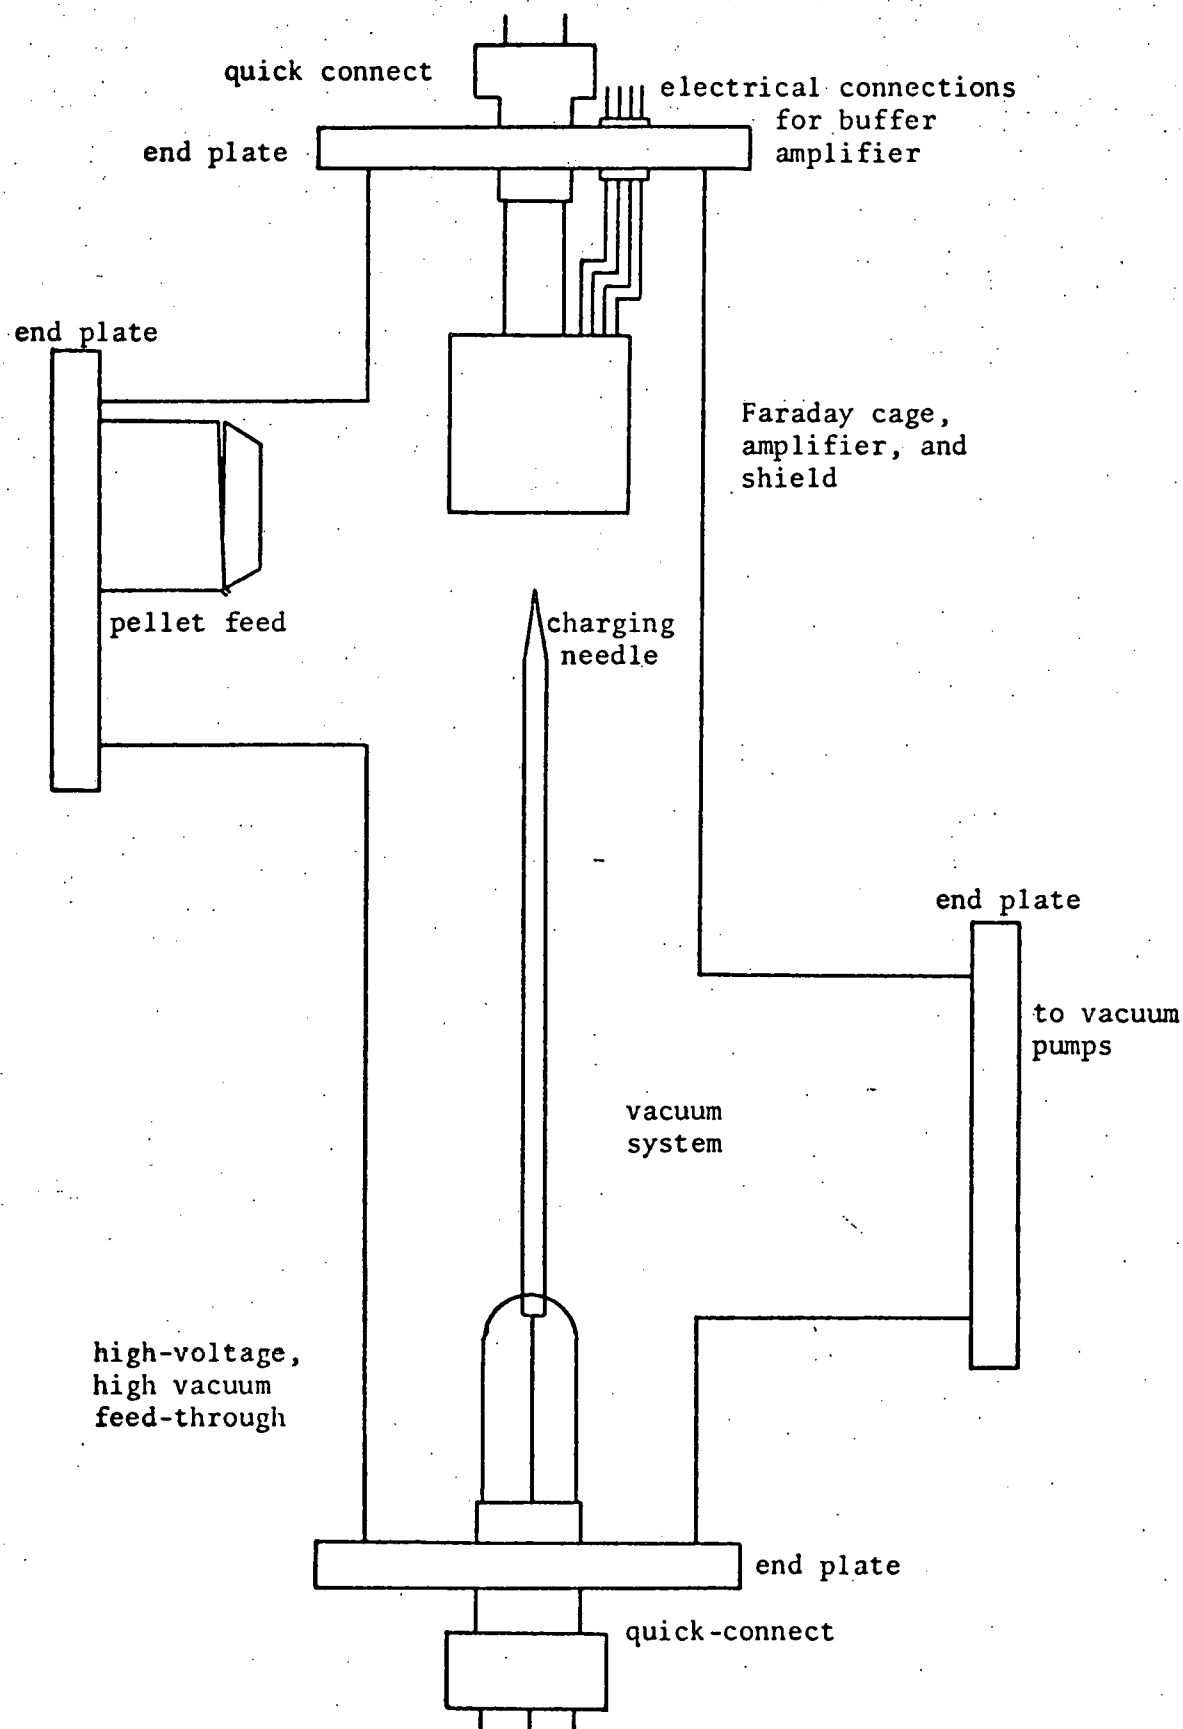 quick connect
electrical connections
for buffer
amplifier
end plate
end plate
Faraday cage,
amplifier, and
shield
pellet feed
charging
needle
end plate
to vacuum
pumps
vacuum
system
high-voltage,
high vacuum
feed-through
end plate
quick-connect